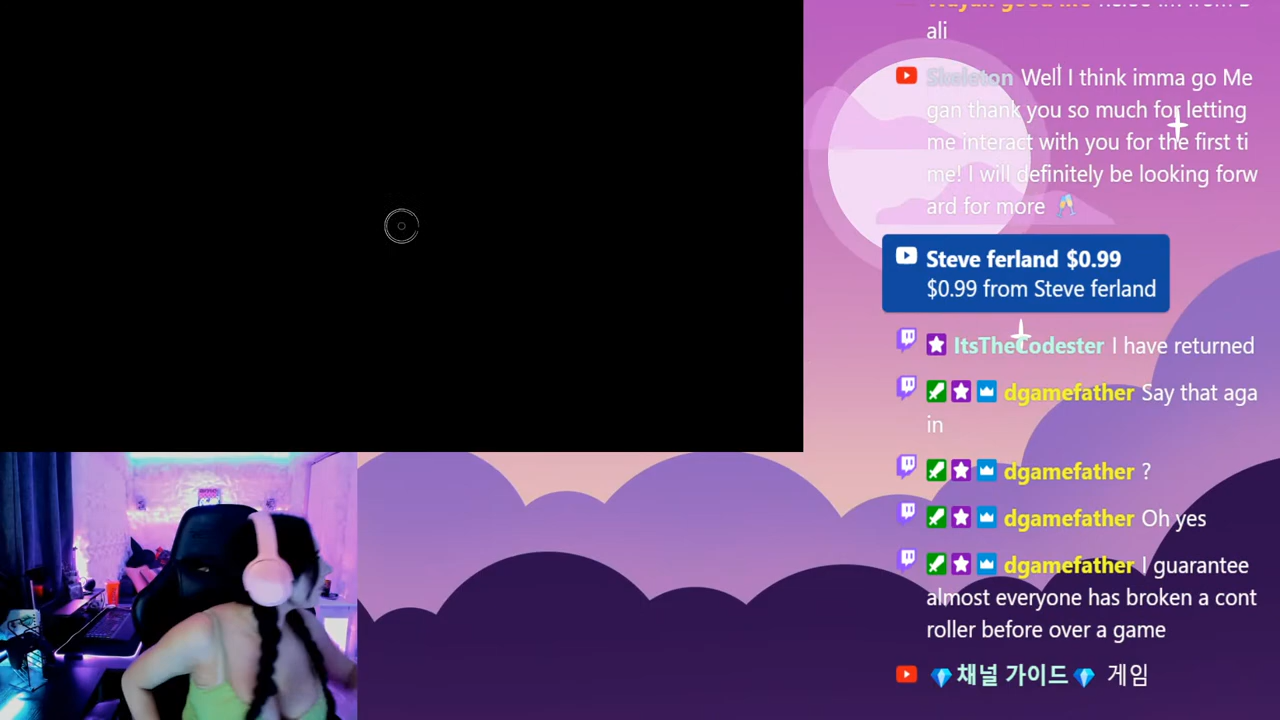 ali
Skeleton Well I think imma go Me
gan thank you so much for letting
me interact with you for the first ti
me! I will definitely be looking forw
ard for more 🥂
Steve ferland $0.99
$0.99 from Steve ferland
ItsTheCodester I have returned
dgamefather Say that aga
in
dgamefather ?
dgamefather Oh yes
dgamefather I guarantee
almost everyone has broken a cont
roller before over a game
💎채널 가이드💎 게임